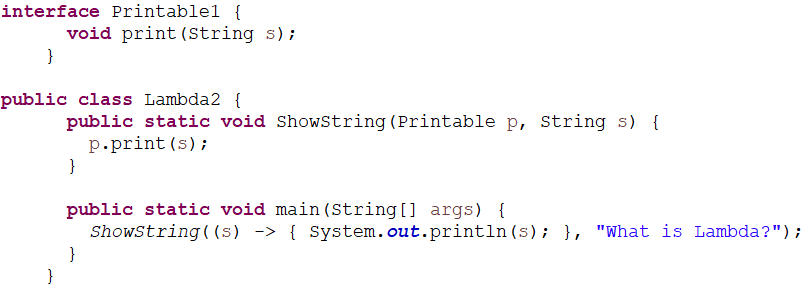 interface Printable1 {
void print(String s);
}
public class Lambda2 {
public static void ShowString(Printable p, String s) {
p.print(s);
}
public static void main(String[] args) {
ShowString((s) -> { System.out.println(s); }, "What is Lambda?");
}
}